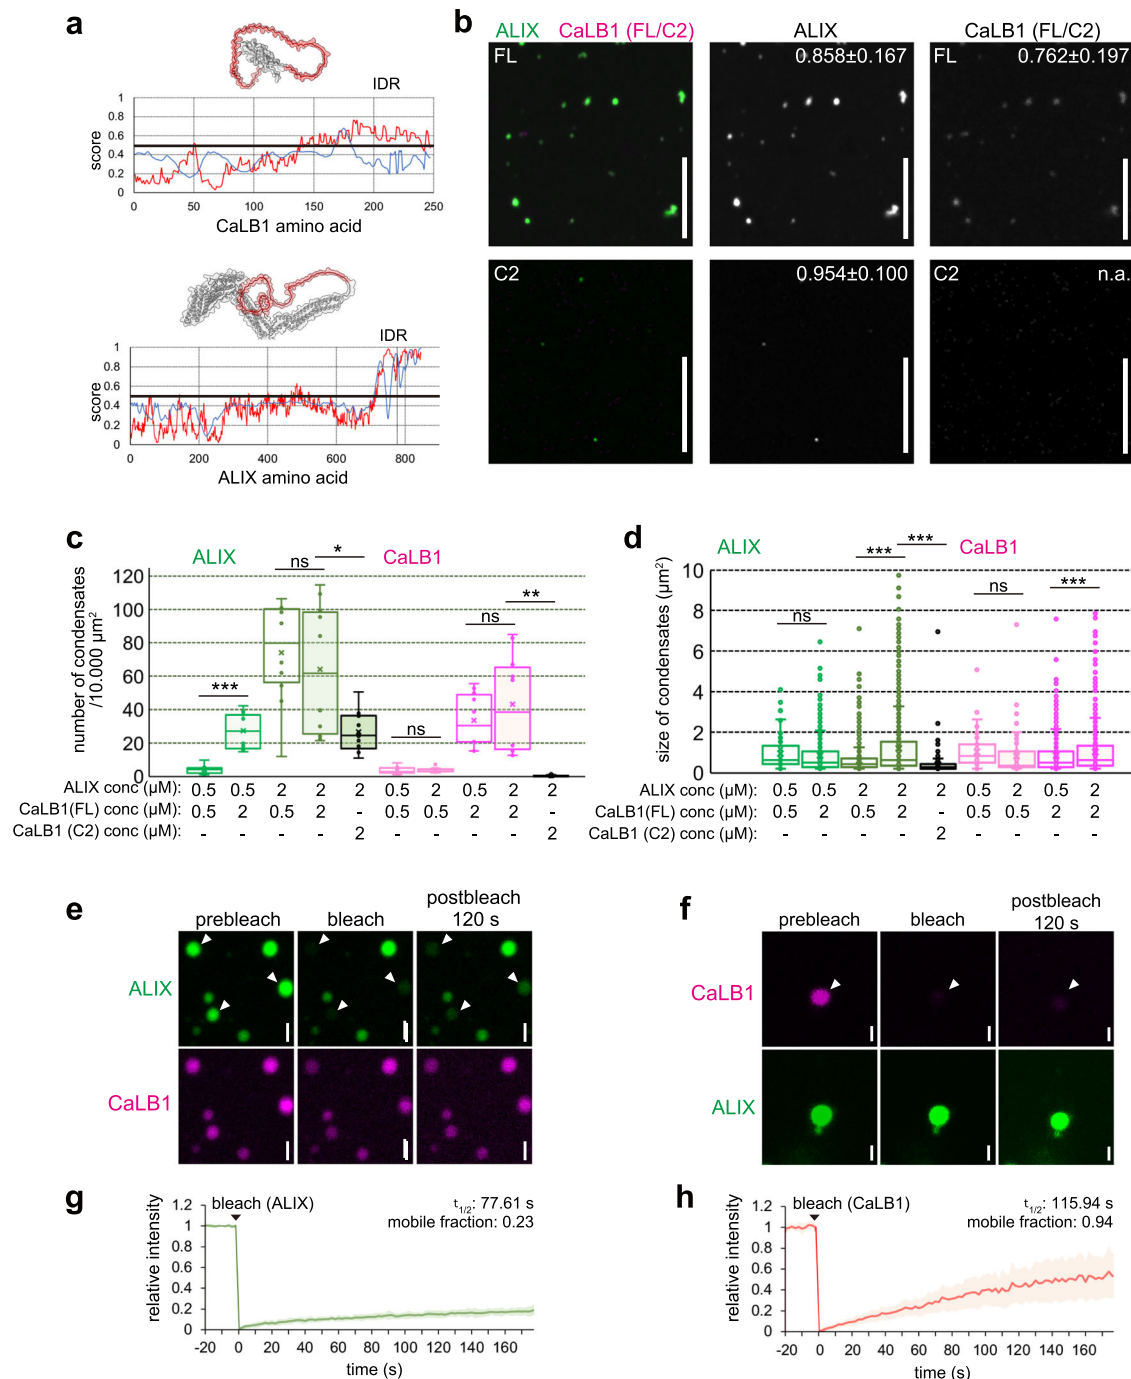 a
IDR
1
0.8
0.6
0.4
0.2
0
score
0 50 100 150 200 250
CaLB1 amino acid
IDR
1
0.8
0.6
0.4
0.2
0
score
0 200 400 600 800
ALIX amino acid
b
ALIX CaLB1 (FL/C2) ALIX CaLB1 (FL/C2)
FL 0.858±0.167 FL 0.762±0.197
C2 0.954±0.100 C2 n.a.
c
ALIX CaLB1
number of condensates
/10.000 µm²
120
100
80
60
40
20
0
*** ns * ns ns **
ALIX conc (µM): 0.5 0.5 2 2 2 0.5 0.5 2 2 2
CaLB1(FL) conc (µM): 0.5 2 0.5 2 - 0.5 0.5 2 2 -
CaLB1 (C2) conc (µM): - - - - 2 - - - - 2
d
ALIX CaLB1
size of condensates (µm²)
10
8
6
4
2
0
ns *** *** ns ***
ALIX conc (µM): 0.5 0.5 2 2 2 0.5 2 0.5 2
CaLB1(FL) conc (µM): 0.5 2 0.5 2 - 0.5 0.5 2 2
CaLB1 (C2) conc (µM): - - - - 2 - - - -
e
prebleach bleach postbleach
120 s
ALIX
CaLB1
f
prebleach bleach postbleach
120 s
CaLB1
ALIX
g
bleach (ALIX)
t1/2: 77.61 s
mobile fraction: 0.23
relative intensity
1.2
1
0.8
0.6
0.4
0.2
0
-20 0 20 40 60 80 100 120 140 160
time (s)
h
bleach (CaLB1)
t1/2: 115.94 s
mobile fraction: 0.94
relative intensity
1.2
1
0.8
0.6
0.4
0.2
0
-20 0 20 40 60 80 100 120 140 160
time (s)